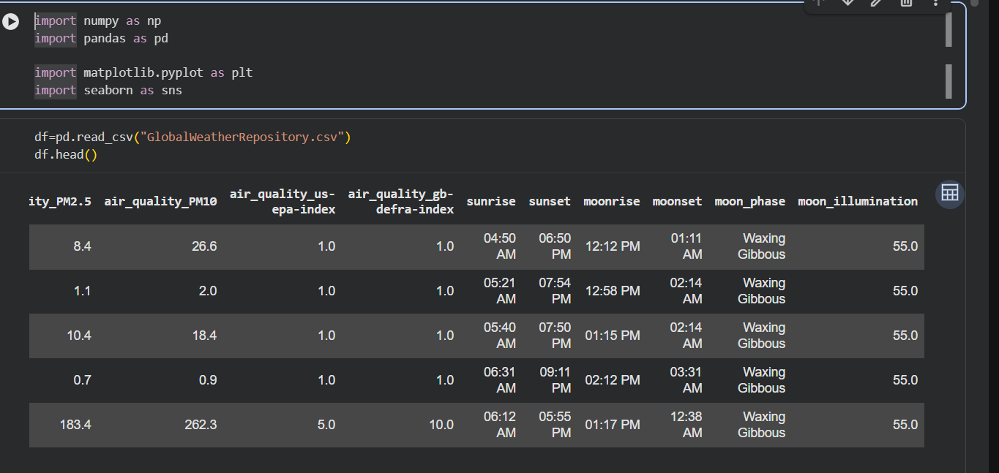 import numpy as np
import pandas as pd
import matplotlib.pyplot as plt
import seaborn as sns
df=pd.read_csv("GlobalWeatherRepository.csv")
df.head()
ity_PM2.5 air_quality_PM10 air_quality_us-epa-index air_quality_gb-defra-index sunrise sunset moonrise moonset moon_phase moon_illumination
8.4 26.6 1.0 1.0 04:50 AM 06:50 PM 12:12 PM 01:11 AM Waxing Gibbous 55.0
1.1 2.0 1.0 1.0 05:21 AM 07:54 PM 12:58 PM 02:14 AM Waxing Gibbous 55.0
10.4 18.4 1.0 1.0 05:40 AM 07:50 PM 01:15 PM 02:14 AM Waxing Gibbous 55.0
0.7 0.9 1.0 1.0 06:31 AM 09:11 PM 02:12 PM 03:31 AM Waxing Gibbous 55.0
183.4 262.3 5.0 10.0 06:12 AM 05:55 PM 01:17 PM 12:38 AM Waxing Gibbous 55.0